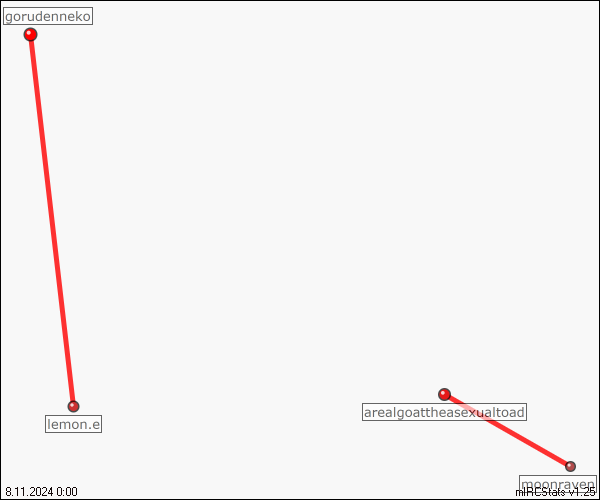 gorudenneko
arealgoattheasexualtoad
lemon.e
moonraven
8.11.2024 0:00
mIRCStats v1.25